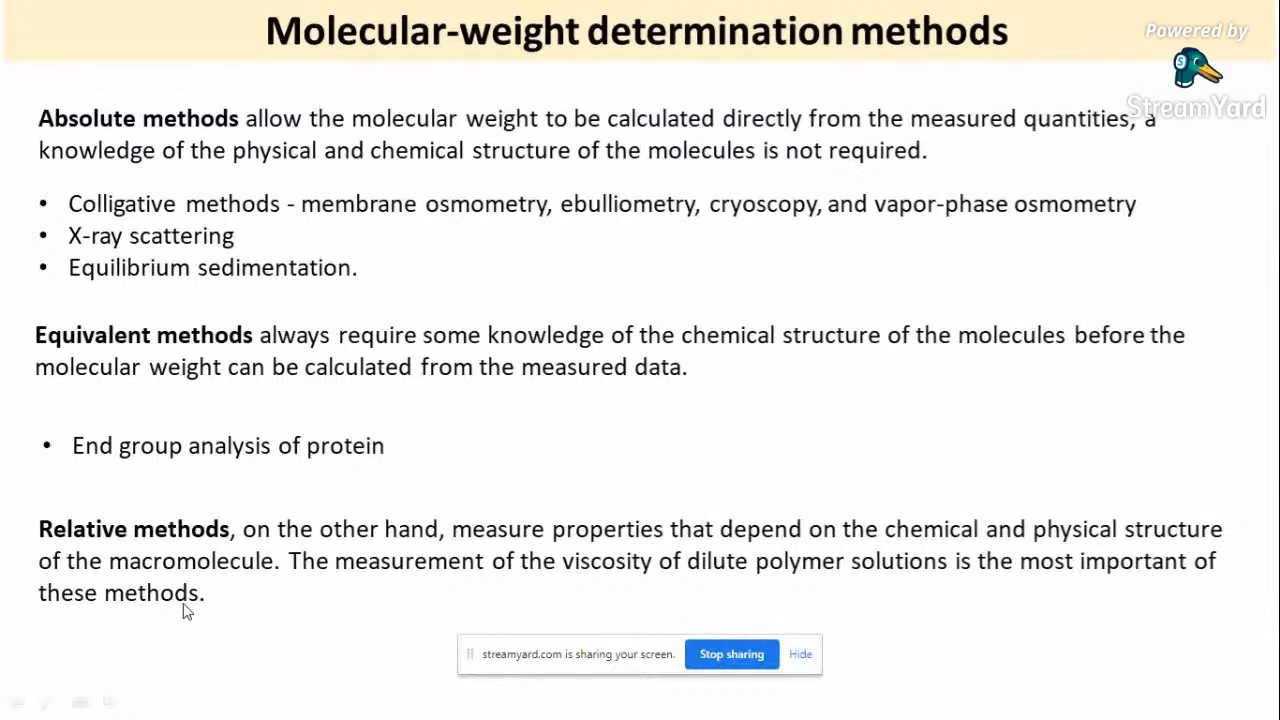 Molecular-weight determination methods
Powered by
StreamYard
Absolute methods allow the molecular weight to be calculated directly from the measured quantities, a
knowledge of the physical and chemical structure of the molecules is not required.
• Colligative methods - membrane osmometry, ebulliometry, cryoscopy, and vapor-phase osmometry
• X-ray scattering
• Equilibrium sedimentation.
Equivalent methods always require some knowledge of the chemical structure of the molecules before the
molecular weight can be calculated from the measured data.
• End group analysis of protein
Relative methods, on the other hand, measure properties that depend on the chemical and physical structure
of the macromolecule. The measurement of the viscosity of dilute polymer solutions is the most important of
these methods.
streamyard.com is sharing your screen. Stop sharing Hide